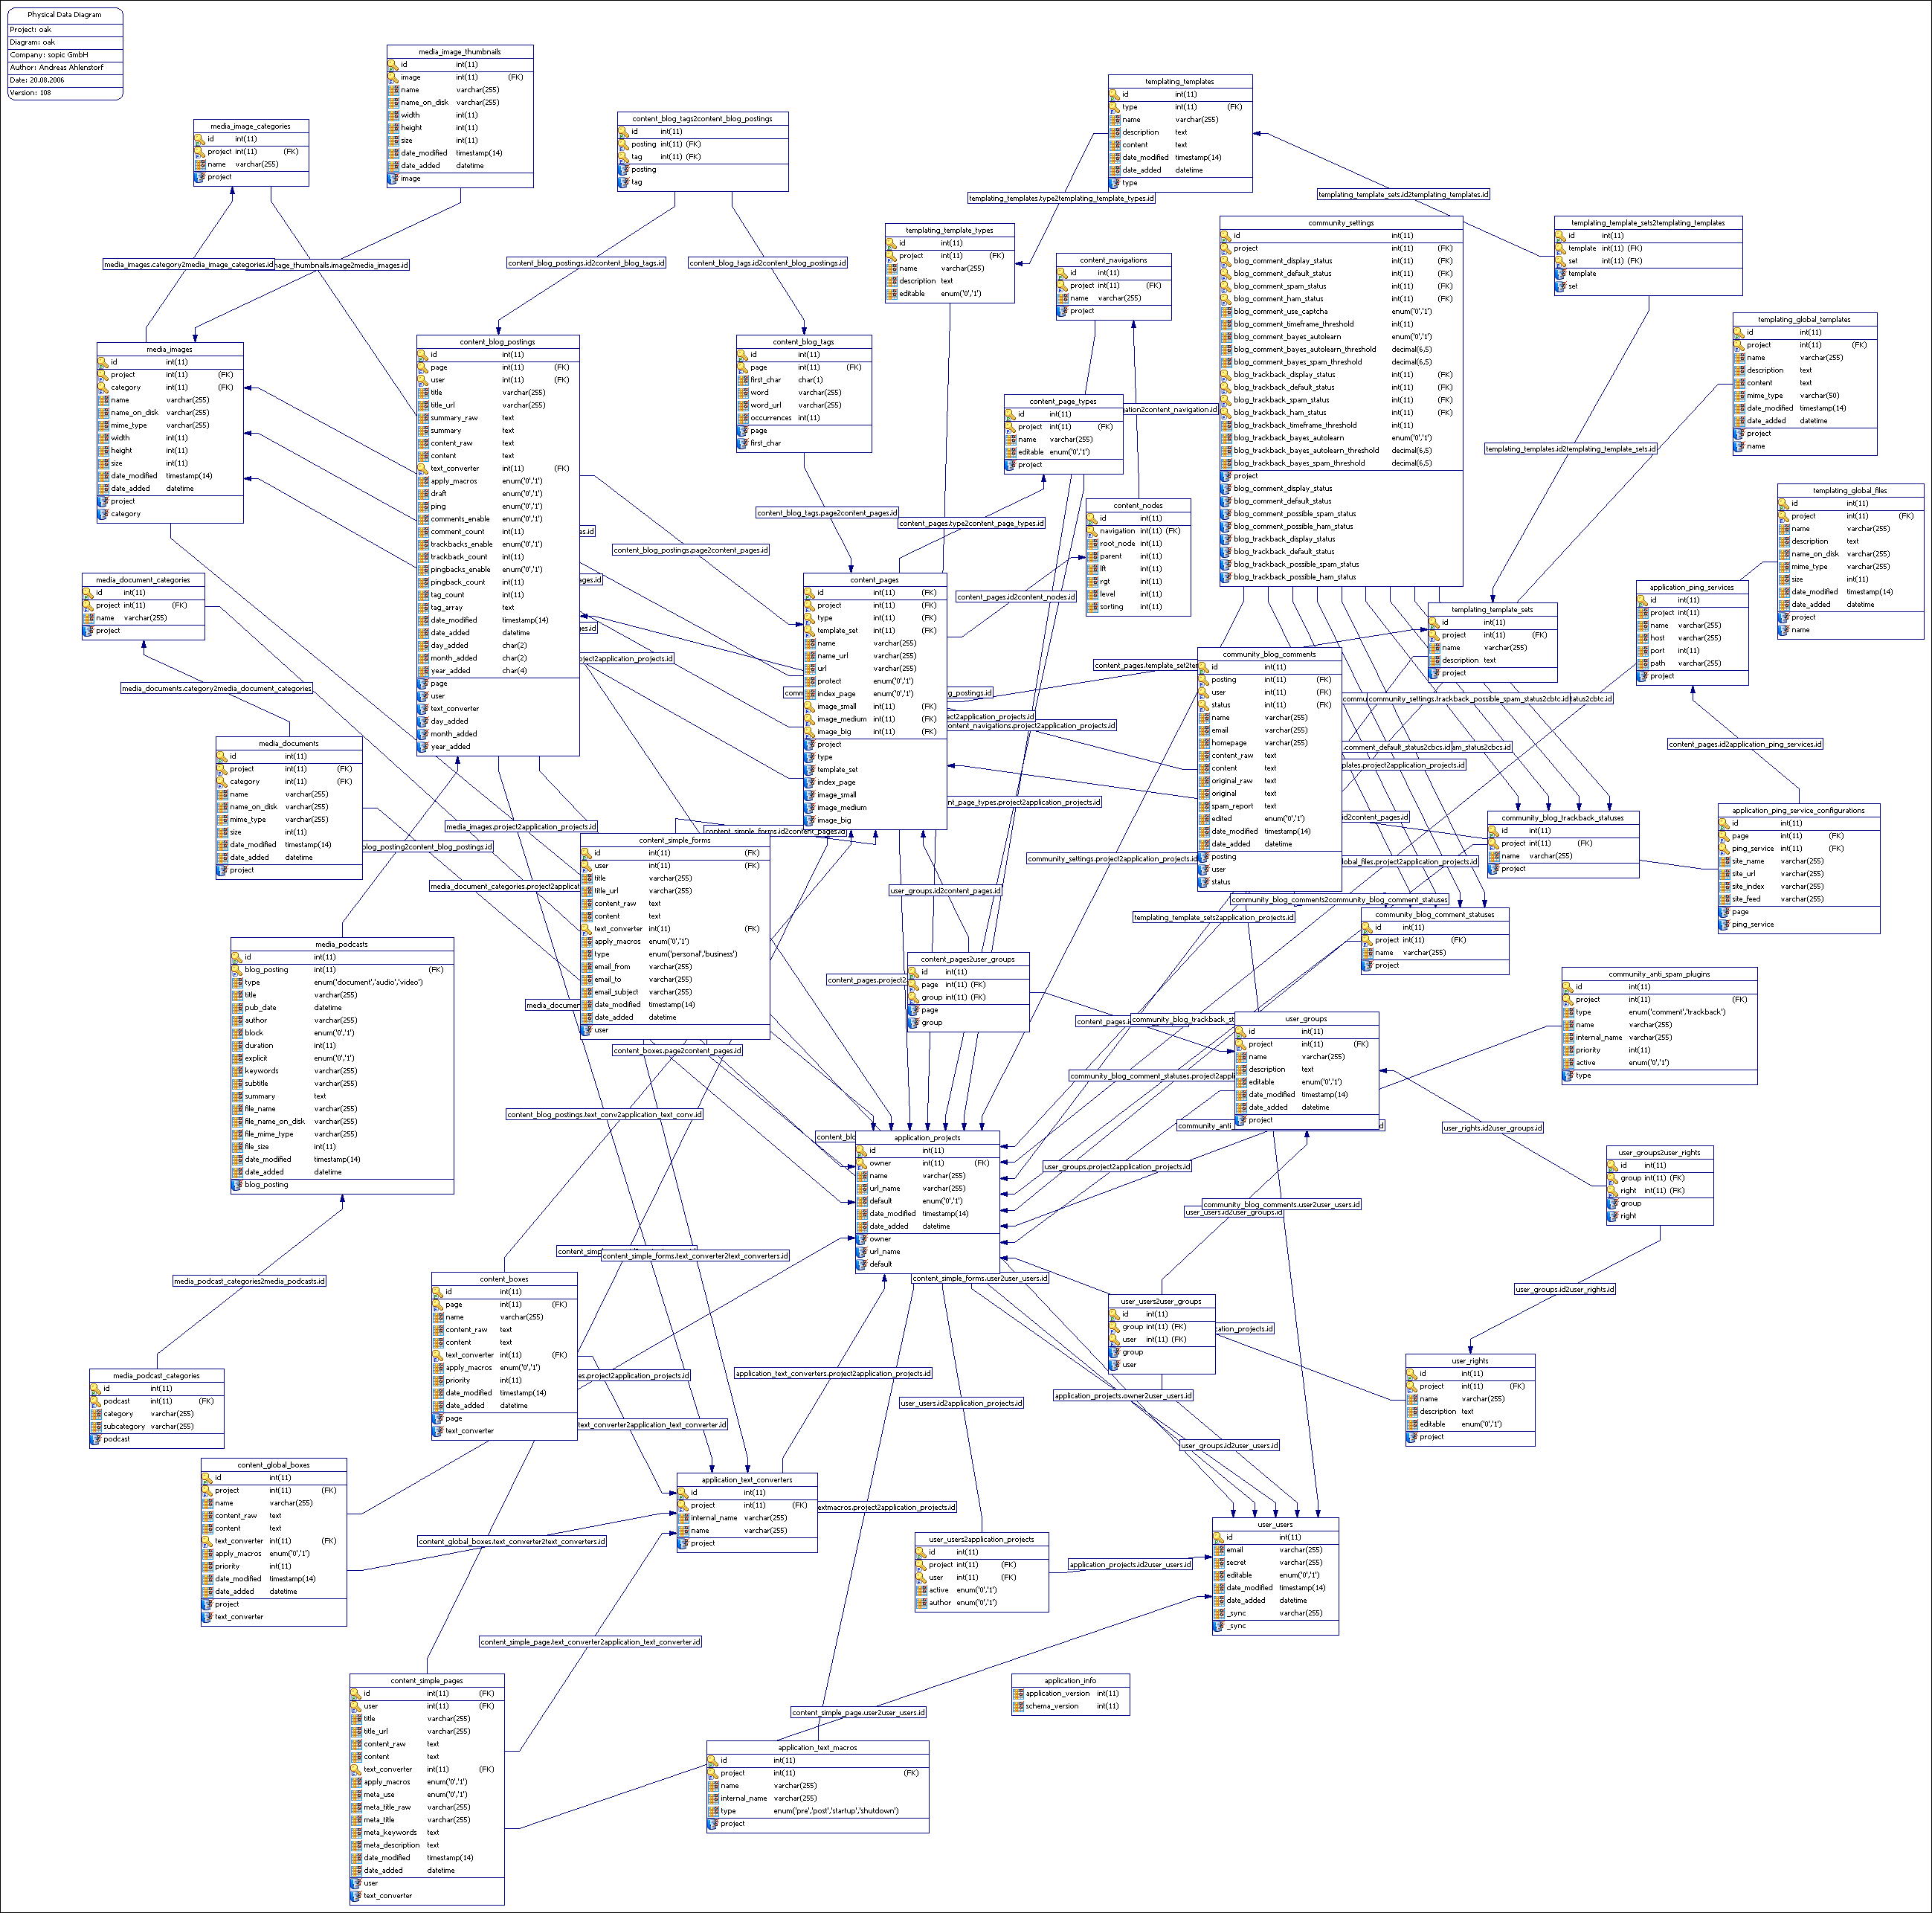 Physical Data Diagram
Project: oak
Diagram: oak
Company: sopic GmbH
Author: Andreas Ahlenstorf
Date: 20.08.2006
Version: 108
media_image_thumbnails
id int(11)
image int(11) (FK)
name varchar(255)
name_on_disk varchar(255)
width int(11)
height int(11)
size int(11)
date_modified timestamp(14)
date_added datetime
image
media_image_categories
id int(11)
project int(11) (FK)
name varchar(255)
project
content_blog_tags2content_blog_postings
id int(11)
posting int(11) (FK)
tag int(11) (FK)
posting
tag
templating_templates
id int(11)
type int(11) (FK)
name varchar(255)
description text
content text
date_modified timestamp(14)
date_added datetime
type
templating_templates.type2templating_template_types.id
templating_template_sets.id2templating_templates.id
templating_template_types
id int(11)
project int(11) (FK)
name varchar(255)
description text
editable enum('0','1')
content_navigations
id int(11)
project int(11) (FK)
name varchar(255)
project
community_settings
id int(11)
project int(11) (FK)
blog_comment_display_status int(11) (FK)
blog_comment_default_status int(11) (FK)
blog_comment_spam_status int(11) (FK)
blog_comment_ham_status int(11) (FK)
blog_comment_use_captcha enum('0','1')
blog_comment_timeframe_threshold int(11)
blog_comment_bayes_autolearn enum('0','1')
blog_comment_bayes_autolearn_threshold decimal(6,5)
blog_comment_bayes_spam_threshold decimal(6,5)
blog_trackback_display_status int(11) (FK)
blog_trackback_default_status int(11) (FK)
blog_trackback_spam_status int(11) (FK)
blog_trackback_ham_status int(11) (FK)
blog_trackback_timeframe_threshold int(11)
blog_trackback_bayes_autolearn enum('0','1')
blog_trackback_bayes_autolearn_threshold decimal(6,5)
blog_trackback_bayes_spam_threshold decimal(6,5)
project
blog_comment_display_status
blog_comment_default_status
blog_comment_possible_spam_status
blog_comment_possible_ham_status
blog_trackback_display_status
blog_trackback_default_status
blog_trackback_possible_spam_status
blog_trackback_possible_ham_status
templating_template_sets2templating_templates
id int(11)
template int(11) (FK)
set int(11) (FK)
template
set
templating_global_templates
id int(11)
project int(11) (FK)
name varchar(255)
description text
content text
mime_type varchar(50)
date_modified timestamp(14)
date_added datetime
project
name
media_images.category2media_image_categories.id
mage_thumbnails.image2media_images.id
content_blog_postings.id2content_blog_tags.id
content_blog_tags.id2content_blog_postings.id
media_images
id int(11)
project int(11) (FK)
category int(11) (FK)
name varchar(255)
name_on_disk varchar(255)
mime_type varchar(255)
width int(11)
height int(11)
size int(11)
date_modified timestamp(14)
date_added datetime
project
category
content_blog_postings
id int(11)
page int(11) (FK)
user int(11) (FK)
title varchar(255)
title_url varchar(255)
summary_raw text
summary text
content_raw text
content text
text_converter int(11) (FK)
apply_macros enum('0','1')
draft enum('0','1')
ping enum('0','1')
comments_enable enum('0','1')
comment_count int(11)
trackbacks_enable enum('0','1')
trackback_count int(11)
pingbacks_enable enum('0','1')
pingback_count int(11)
tag_count int(11)
tag_array text
date_modified timestamp(14)
date_added datetime
day_added char(2)
month_added char(2)
year_added char(4)
page
user
text_converter
day_added
month_added
year_added
content_blog_tags
id int(11)
page int(11) (FK)
first_char char(1)
word varchar(255)
word_url varchar(255)
occurrences int(11)
page
first_char
content_page_types
id int(11)
project int(11) (FK)
name varchar(255)
editable enum('0','1')
project
ation2content_navigation.id
templating_templates.id2templating_template_sets.id
content_nodes
id int(11)
navigation int(11) (FK)
root_node int(11)
parent int(11)
lft int(11)
rgt int(11)
level int(11)
sorting int(11)
content_blog_tags.page2content_pages.id
content_pages.type2content_page_types.id
content_blog_postings.page2content_pages.id
content_pages.id2content_nodes.id
es.id
ages.id
es.id
templating_global_files
id int(11)
project int(11) (FK)
name varchar(255)
description text
name_on_disk varchar(255)
mime_type varchar(255)
size int(11)
date_modified timestamp(14)
date_added datetime
project
name
application_ping_services
id int(11)
project int(11) (FK)
name varchar(255)
host varchar(255)
port int(11)
path varchar(255)
project
media_document_categories
id int(11)
project int(11) (FK)
name varchar(255)
project
content_pages
id int(11) (FK)
project int(11) (FK)
type int(11) (FK)
template_set int(11) (FK)
name varchar(255)
name_url varchar(255)
url varchar(255)
protect enum('0','1')
index_page enum('0','1')
image_small int(11) (FK)
image_medium int(11) (FK)
image_big int(11) (FK)
project
type
template_set
index_page
image_small
image_medium
image_big
templating_template_sets
id int(11)
project int(11) (FK)
name varchar(255)
description text
project
community_blog_comments
id int(11)
posting int(11) (FK)
user int(11) (FK)
status int(11) (FK)
name varchar(255)
email varchar(255)
homepage varchar(255)
content_raw text
content text
original_raw text
original text
spam_report text
edited enum('0','1')
date_modified timestamp(14)
date_added datetime
posting
user
status
roject2application_projects.id
content_pages.template_set2tem
com
og_postings.id
community_settings.trackback_possible_spam_status2cbtc.id
tatus2cbtc.id
ect2application_projects.id
content_navigations.project2application_projects.id
.comment_default_status2cbcs.id
am_status2cbcs.id
plates.project2application_projects.id
content_pages.id2application_ping_services.id
nt_page_types.project2application_projects.id
id2content_pages.id
media_documents.category2media_document_categories
media_documents
id int(11)
project int(11) (FK)
category int(11) (FK)
name varchar(255)
name_on_disk varchar(255)
mime_type varchar(255)
size int(11)
date_modified timestamp(14)
date_added datetime
project
media_images.project2application_projects.id
blog_posting2content_blog_postings.id
content_simple_forms.id2content_pages.id
media_document_categories.project2applicat
community_settings.project2application_projects.id
lobal_files.project2application_projects.id
user_groups.id2content_pages.id
community_blog_comments2community_blog_comment_statuses
templating_template_sets2application_projects.id
content_simple_forms
id int(11) (FK)
user int(11) (FK)
title varchar(255)
title_url varchar(255)
content_raw text
content text
text_converter int(11) (FK)
apply_macros enum('0','1')
type enum('personal','business')
email_from varchar(255)
email_to varchar(255)
email_subject varchar(255)
date_modified timestamp(14)
date_added datetime
user
community_blog_trackback_statuses
id int(11)
project int(11) (FK)
name varchar(255)
project
community_blog_comment_statuses
id int(11)
project int(11) (FK)
name varchar(255)
project
application_ping_service_configurations
id int(11)
page int(11) (FK)
ping_service int(11) (FK)
site_name varchar(255)
site_url varchar(255)
site_index varchar(255)
site_feed varchar(255)
page
ping_service
media_podcasts
id int(11)
blog_posting int(11) (FK)
type enum('document','audio','video')
title varchar(255)
pub_date datetime
author varchar(255)
block enum('0','1')
duration int(11)
explicit enum('0','1')
keywords varchar(255)
subtitle varchar(255)
summary text
file_name varchar(255)
file_name_on_disk varchar(255)
file_mime_type varchar(255)
file_size int(11)
date_modified timestamp(14)
date_added datetime
blog_posting
content_pages2user_groups
id int(11)
page int(11) (FK)
group int(11) (FK)
page
group
community_anti_spam_plugins
id int(11)
project int(11) (FK)
type enum('comment','trackback')
name varchar(255)
internal_name varchar(255)
priority int(11)
active enum('0','1')
type
user_groups
id int(11)
project int(11) (FK)
name varchar(255)
description text
editable enum('0','1')
date_modified timestamp(14)
date_added datetime
project
content_pages.project2
media_documen
content_boxes.page2content_pages.id
content_pages.i
community_blog_trackback_st
community_blog_comment_statuses.project2appli
content_blog_postings.text_conv2application_text_conv.id
community_anti
user_groups.project2application_projects.id
user_rights.id2user_groups.id
content_blo
application_projects
id int(11)
owner int(11) (FK)
name varchar(255)
url_name varchar(255)
default enum('0','1')
date_modified timestamp(14)
date_added datetime
owner
url_name
default
user_groups2user_rights
id int(11)
group int(11) (FK)
right int(11) (FK)
group
right
community_blog_comments.user2user_users.id
user_users.id2user_groups.id
content_simple
content_simple_forms.text_converter2text_converters.id
content_simple_forms.user2user_users.id
media_podcast_categories2media_podcasts.id
user_groups.id2user_rights.id
content_boxes
id int(11)
page int(11) (FK)
name varchar(255)
content_raw text
content text
text_converter int(11) (FK)
apply_macros enum('0','1')
priority int(11)
date_modified timestamp(14)
date_added datetime
page
text_converter
user_users2user_groups
id int(11)
group int(11) (FK)
user int(11) (FK)
group
user
cation_projects.id
user_rights
id int(11)
project int(11) (FK)
name varchar(255)
description text
editable enum('0','1')
project
media_podcast_categories
id int(11)
podcast int(11) (FK)
category varchar(255)
subcategory varchar(255)
podcast
es.project2application_projects.id
application_text_converters.project2application_projects.id
application_projects.owner2user_users.id
user_users.id2application_projects.id
text_converter2application_text_converter.id
user_groups.id2user_users.id
content_global_boxes
id int(11)
project int(11) (FK)
name varchar(255)
content_raw text
content text
text_converter int(11) (FK)
apply_macros enum('0','1')
priority int(11)
date_modified timestamp(14)
date_added datetime
project
text_converter
application_text_converters
id int(11)
project int(11) (FK)
internal_name varchar(255)
name varchar(255)
project
extmacros.project2application_projects.id
content_global_boxes.text_converter2text_converters.id
user_users2application_projects
id int(11)
project int(11) (FK)
user int(11) (FK)
active enum('0','1')
author enum('0','1')
application_projects.id2user_users.id
user_users
id int(11)
email varchar(255)
secret varchar(255)
editable enum('0','1')
date_modified timestamp(14)
date_added datetime
_sync varchar(255)
_sync
content_simple_page.text_converter2application_text_converter.id
content_simple_pages
id int(11) (FK)
user int(11) (FK)
title varchar(255)
title_url varchar(255)
content_raw text
content text
text_converter int(11) (FK)
apply_macros enum('0','1')
meta_use enum('0','1')
meta_title_raw varchar(255)
meta_title varchar(255)
meta_keywords text
meta_description text
date_modified timestamp(14)
date_added datetime
user
text_converter
application_info
application_version int(11)
schema_version int(11)
content_simple_page.user2user_users.id
application_text_macros
id int(11)
project int(11) (FK)
name varchar(255)
internal_name varchar(255)
type enum('pre','post','startup','shutdown')
project